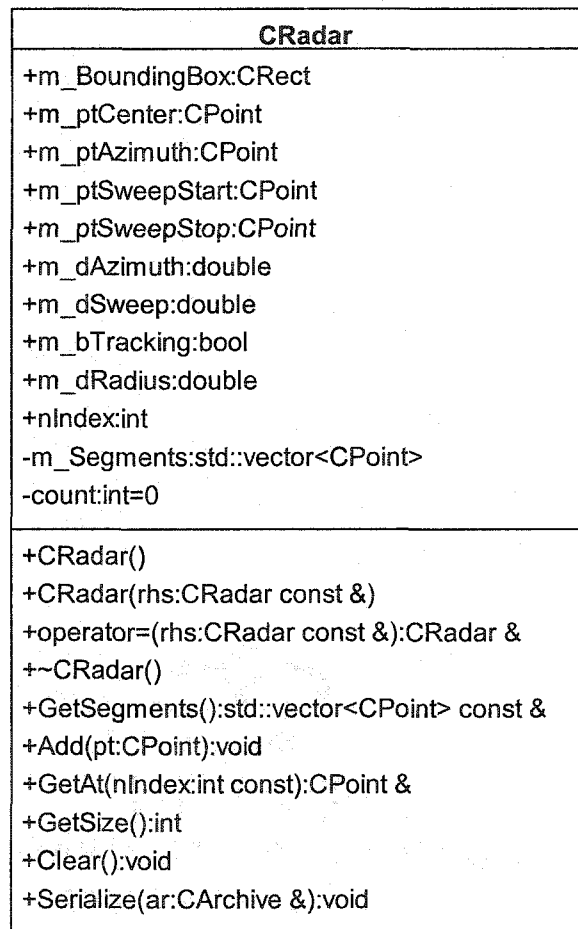 CRadar
+m_BoundingBox:CRect
+m_ptCenter:CPoint
+m_ptAzimuth:CPoint
+m_ptSweepStart:CPoint
+m_ptSweepStop:CPoint
+m_dAzimuth:double
+m_dSweep:double
+m_bTracking:bool
+m_dRadius:double
+nIndex:int
-m_Segments:std::vector<CPoint>
-count:int=0
+CRadar()
+CRadar(rhs:CRadar const &)
+operator=(rhs:CRadar const &):CRadar &
+~CRadar()
+GetSegments():std::vector<CPoint> const &
+Add(pt:CPoint):void
+GetAt(nIndex:int const):CPoint &
+GetSize():int
+Clear():void
+Serialize(ar:CArchive &):void